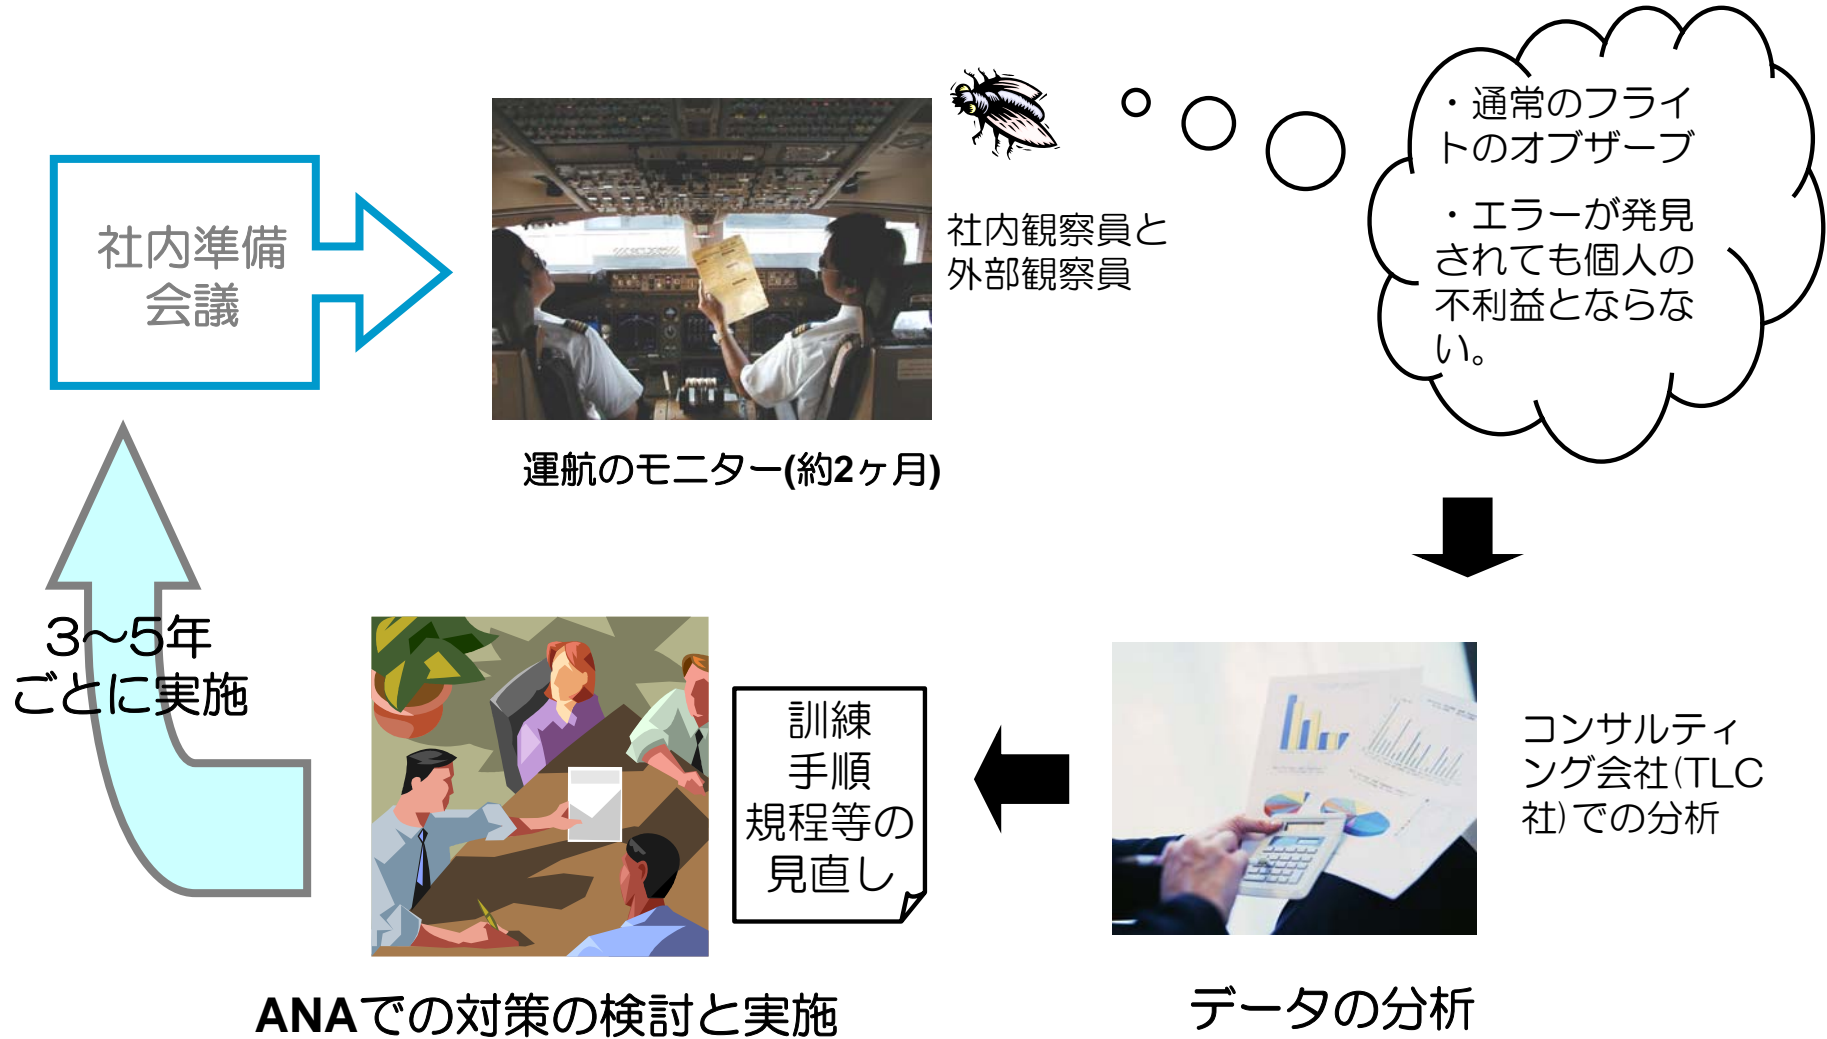 社内準備
会議
運航のモニター(約2ヶ月)
社内観察員と
外部観察員
・通常のフライ
トのオブザーブ
・エラーが発見
されても個人の
不利益とならな
い。
コンサルティ
ング会社(TLC
社)での分析
データの分析
訓練
手順
規程等の
見直し
ANAでの対策の検討と実施
3~5年
ごとに実施